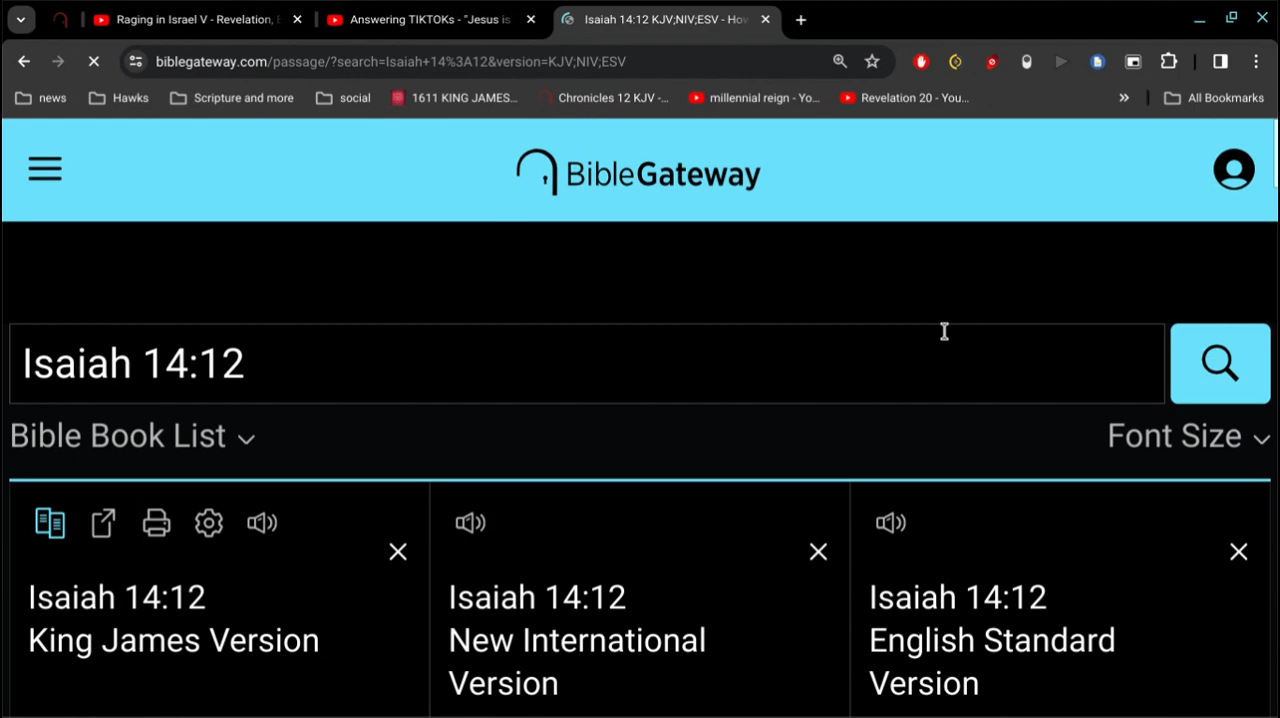 Raging in Israel V - Revelation, Answering TIKTOKs - "Jesus is Isaiah 14:12 KJV;NIV;ESV - How
biblegateway.com/passage/?search=Isaiah+14%3A12&version=KJV;NIV;ESV
news Hawks Scripture and more social 1611 KING JAMES... Chronicles 12 KJV -... millennial reign - Yo... Revelation 20 - You... » All Bookmarks
BibleGateway
Isaiah 14:12
Bible Book List Font Size
Isaiah 14:12
King James Version
Isaiah 14:12
New International
Version
Isaiah 14:12
English Standard
Version